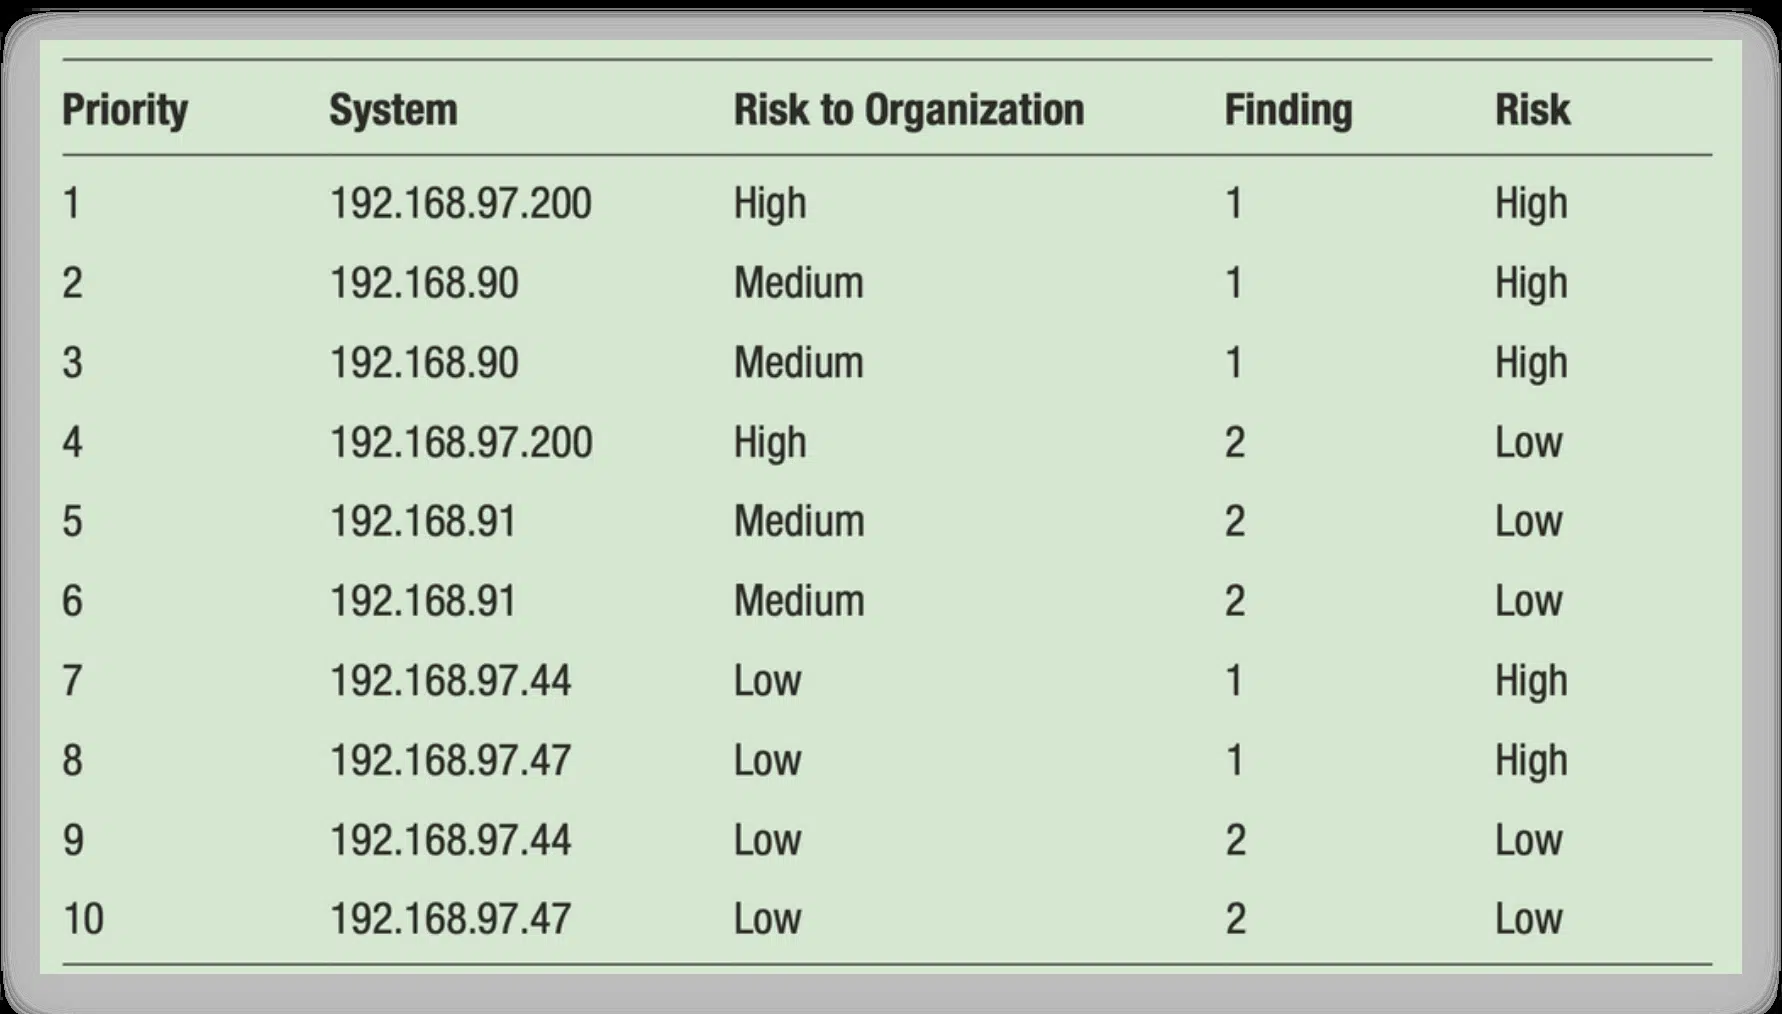 Priority System Risk to Organization Finding Risk
1 192.168.97.200 High 1 High
2 192.168.90 Medium 1 High
3 192.168.90 Medium 1 High
4 192.168.97.200 High 2 Low
5 192.168.91 Medium 2 Low
6 192.168.91 Medium 2 Low
7 192.168.97.44 Low 1 High
8 192.168.97.47 Low 1 High
9 192.168.97.44 Low 2 Low
10 192.168.97.47 Low 2 Low